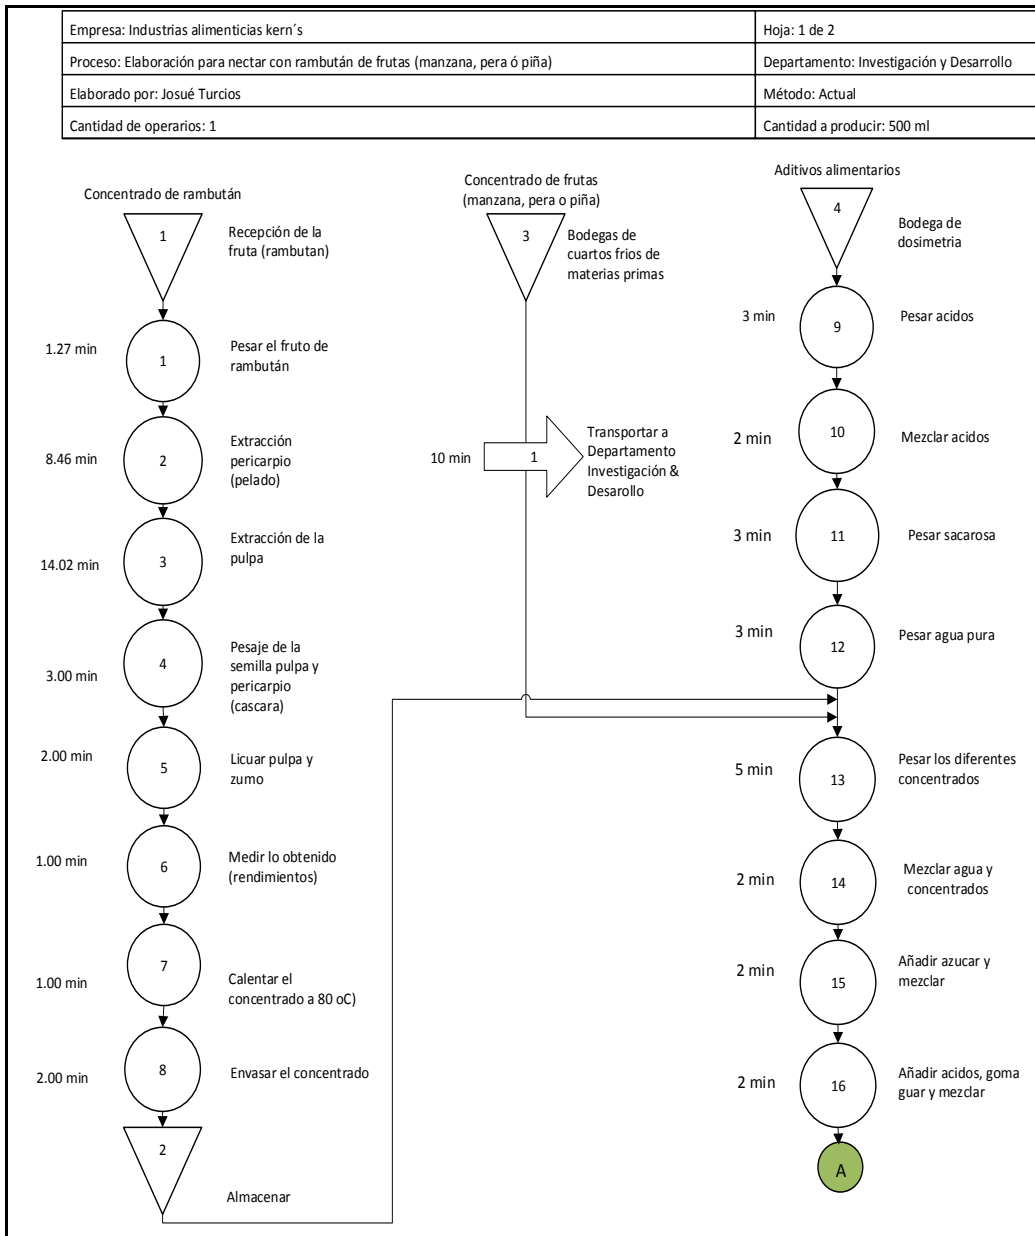 Empresa: Industrias alimenticias kern´s
Hoja: 1 de 2
Proceso: Elaboración para nectar con rambután de frutas (manzana, pera ó piña)
Departamento: Investigación y Desarrollo
Elaborado por: Josué Turcios
Método: Actual
Cantidad de operarios: 1
Cantidad a producir: 500 ml
Concentrado de rambután
1
Recepción de la
fruta (rambutan)
1.27 min
1
Pesar el fruto de
rambután
8.46 min
2
Extracción
pericarpio
(pelado)
14.02 min
3
Extracción de la
pulpa
3.00 min
4
Pesaje de la
semilla pulpa y
pericarpio
(cascara)
2.00 min
5
Licuar pulpa y
zumo
1.00 min
6
Medir lo obtenido
(rendimientos)
1.00 min
7
Calentar el
concentrado a 80 oC)
2.00 min
8
Envasar el concentrado
2
Almacenar
Concentrado de frutas
(manzana, pera o piña)
3
Bodegas de
cuartos frios de
materias primas
10 min
1
Transportar a
Departamento
Investigación &
Desarollo
Aditivos alimentarios
4
Bodega de
dosimetria
3 min
9
Pesar acidos
2 min
10
Mezclar acidos
3 min
11
Pesar sacarosa
3 min
12
Pesar agua pura
5 min
13
Pesar los diferentes
concentrados
2 min
14
Mezclar agua y
concentrados
2 min
15
Añadir azucar y
mezclar
2 min
16
Añadir acidos, goma
guar y mezclar
A